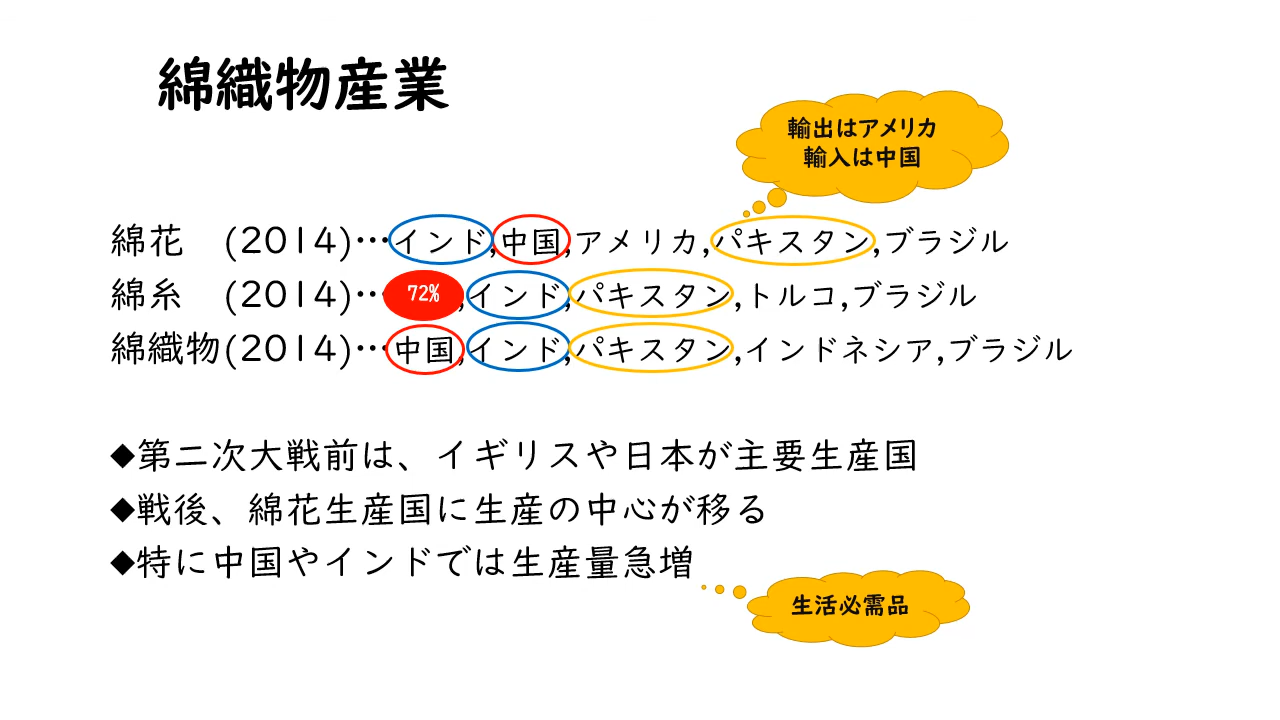 綿織物産業
輸出はアメリカ
輸入は中国
綿花 (2014)…インド,中国,アメリカ,パキスタン,ブラジル
綿糸 (2014)…72%,インド,パキスタン,トルコ,ブラジル
綿織物(2014)…中国,インド,パキスタン,インドネシア,ブラジル
◆第二次大戦前は、イギリスや日本が主要生産国
◆戦後、綿花生産国に生産の中心が移る
◆特に中国やインドでは生産量急増
生活必需品